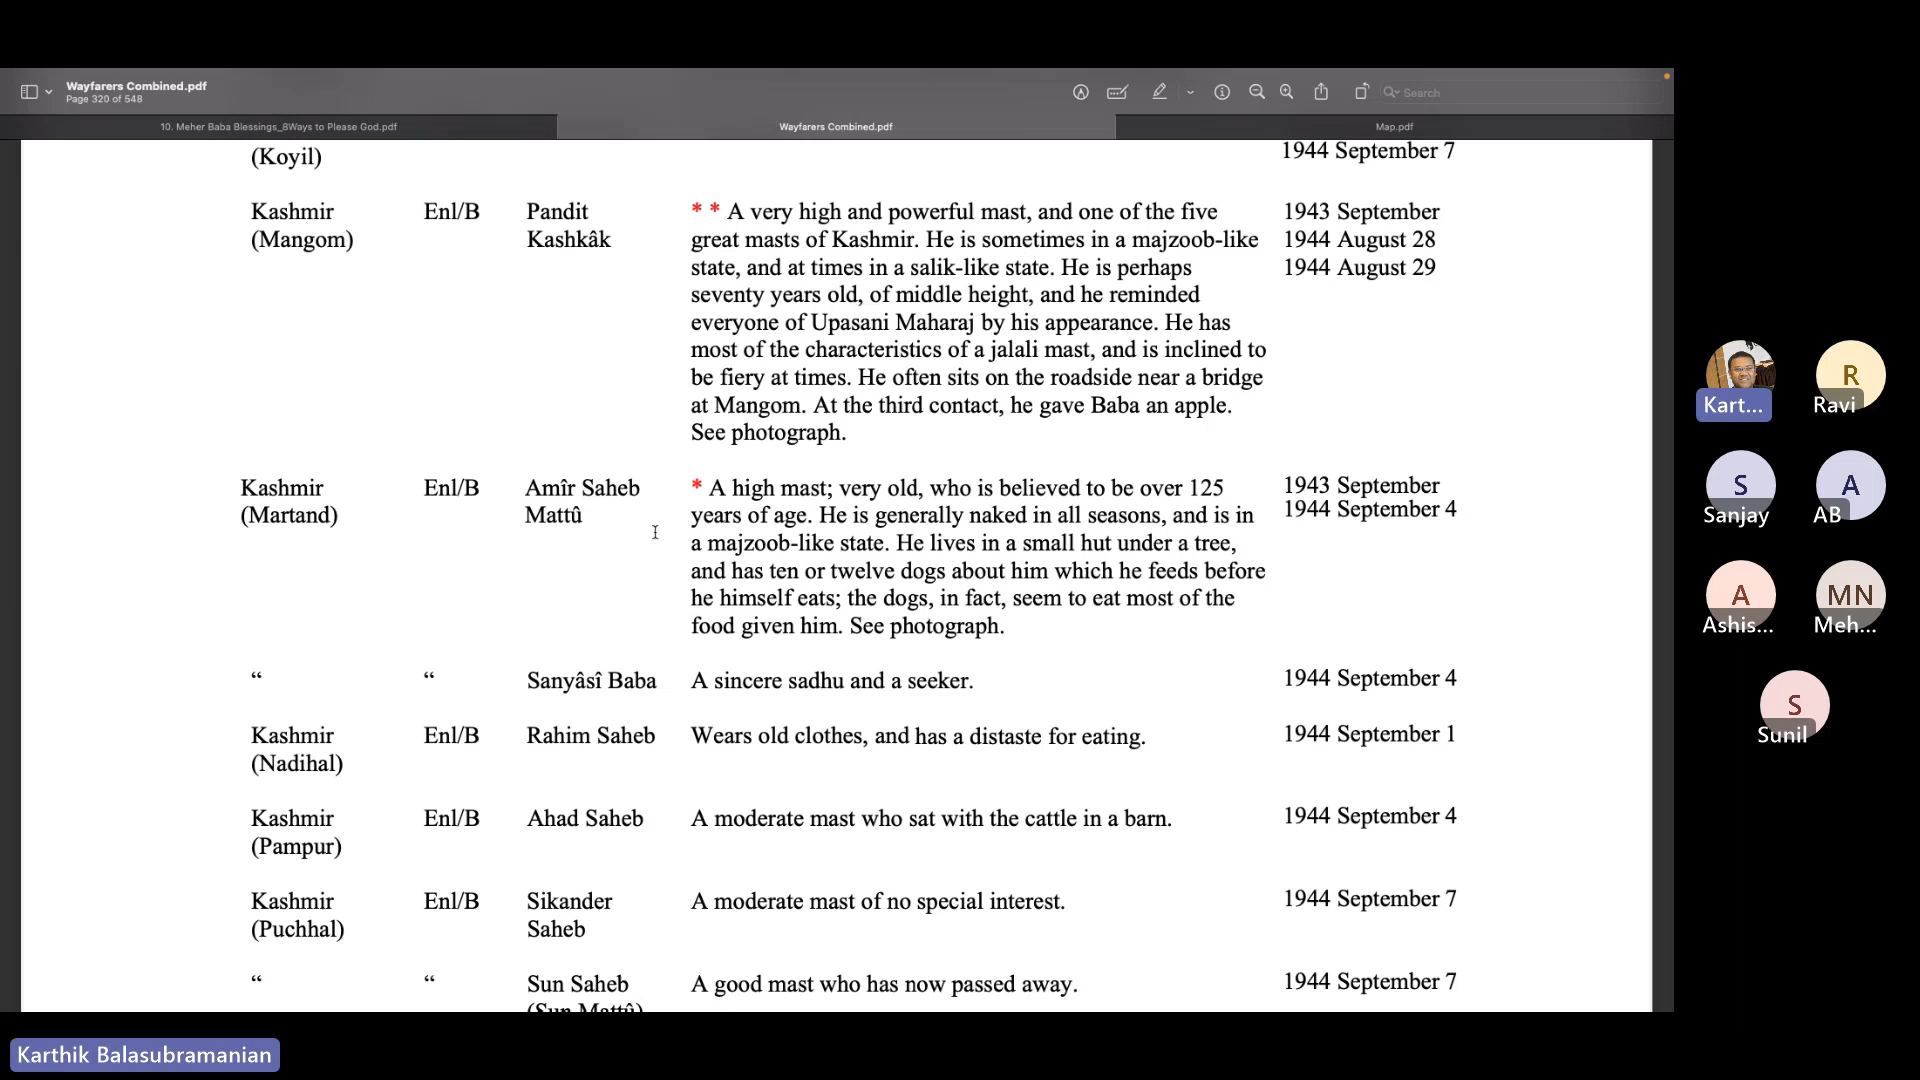 Wayfarers Combined.pdf
Page 320 of 548
Search
10. Meher Baba Blessings_8Ways to Please God.pdf
Wayfarers Combined.pdf
Map.pdf
(Koyil)
1944 September 7
Kashmir
(Mangom)
Enl/B
Pandit
Kashkâk
* * A very high and powerful mast, and one of the five
great masts of Kashmir. He is sometimes in a majzoob-like
state, and at times in a salik-like state. He is perhaps
seventy years old, of middle height, and he reminded
everyone of Upasani Maharaj by his appearance. He has
most of the characteristics of a jalali mast, and is inclined to
be fiery at times. He often sits on the roadside near a bridge
at Mangom. At the third contact, he gave Baba an apple.
See photograph.
1943 September
1944 August 28
1944 August 29
Kashmir
(Martand)
Enl/B
Amîr Saheb
Mattû
* A high mast; very old, who is believed to be over 125
years of age. He is generally naked in all seasons, and is in
a majzoob-like state. He lives in a small hut under a tree,
and has ten or twelve dogs about him which he feeds before
he himself eats; the dogs, in fact, seem to eat most of the
food given him. See photograph.
1943 September
1944 September 4
“ “ Sanyâsî Baba A sincere sadhu and a seeker. 1944 September 4
Kashmir
(Nadihal)
Enl/B
Rahim Saheb
Wears old clothes, and has a distaste for eating.
1944 September 1
Kashmir
(Pampur)
Enl/B
Ahad Saheb
A moderate mast who sat with the cattle in a barn.
1944 September 4
Kashmir
(Puchhal)
Enl/B
Sikander
Saheb
A moderate mast of no special interest.
1944 September 7
“ “ Sun Saheb
(Sun Mattû)
A good mast who has now passed away.
1944 September 7
Kart...
R
Ravi
S
Sanjay
A
AB
A
Ashis...
MN
Meh...
S
Sunil
Karthik Balasubramanian